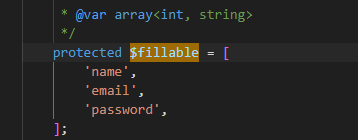 * @var array<int, string>
*/
protected $fillable = [
'name',
'email',
'password',
];